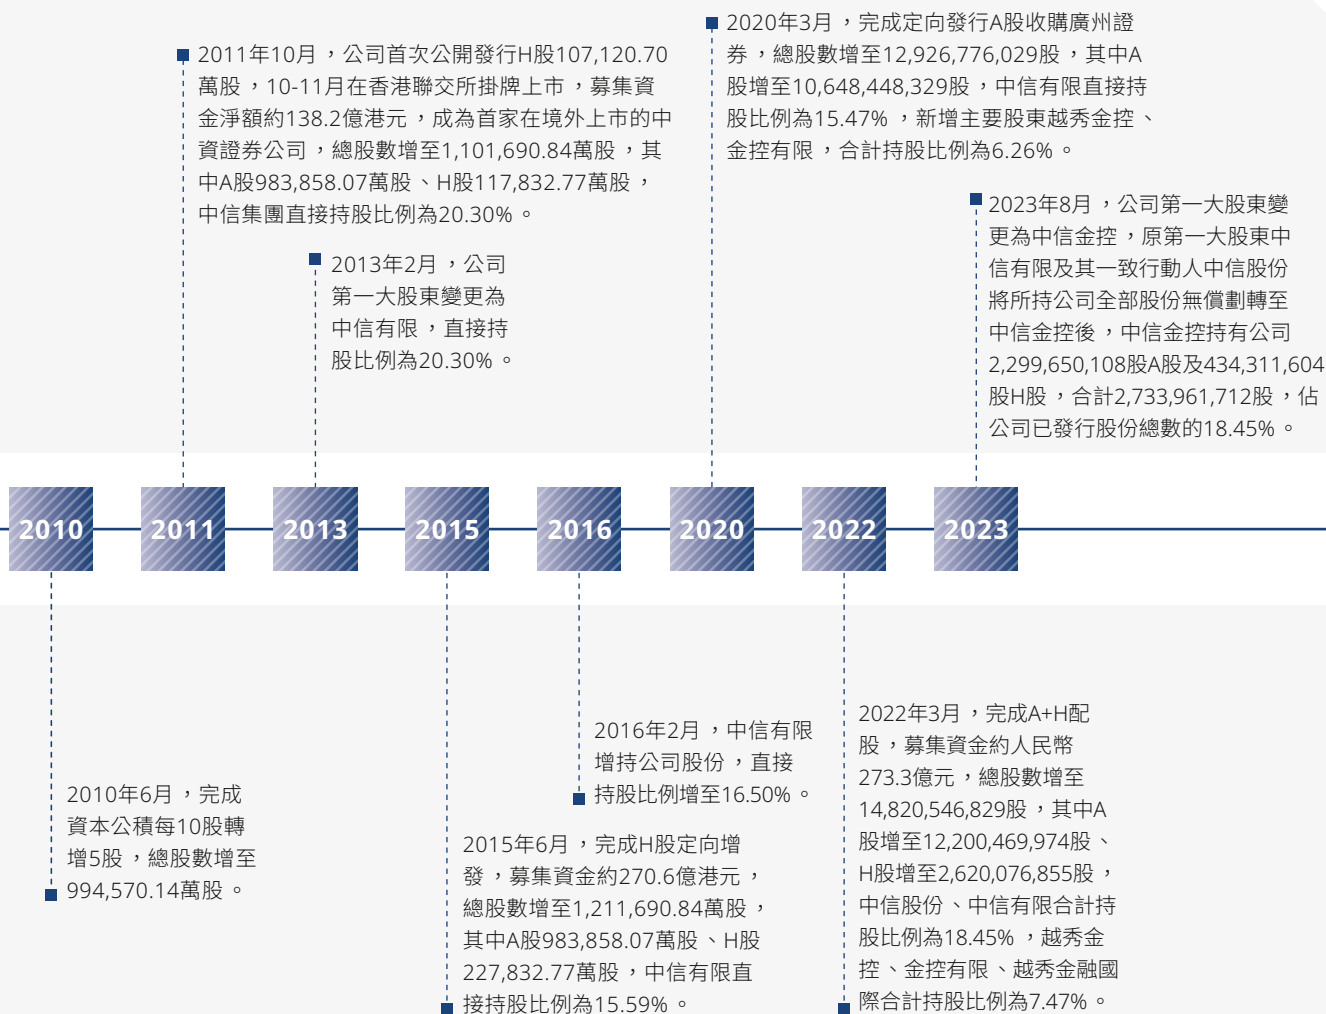 2011年10月，公司首次公開發行H股107,120.70
萬股，10-11月在香港聯交所掛牌上市，募集資
金淨額約138.2億港元，成為首家在境外上市的中
資證券公司，總股數增至1,101,690.84萬股，其
中A股983,858.07萬股、H股117,832.77萬股，
中信集團直接持股比例為20.30%。
2013年2月，公司
第一大股東變更為
中信有限，直接持
股比例為20.30%。
2020年3月，完成定向發行A股收購廣州證
券，總股數增至12,926,776,029股，其中A
股增至10,648,448,329股，中信有限直接持
股比例為15.47%，新增主要股東越秀金控、
金控有限，合計持股比例為6.26%。
2023年8月，公司第一大股東變
更為中信金控，原第一大股東中
信有限及其一致行動人中信股份
將所持公司全部股份無償劃轉至
中信金控後，中信金控持有公司
2,299,650,108股A股及434,311,604
股H股，合計2,733,961,712股，佔
公司已發行股份總數的18.45%。
2010
2011
2013
2015
2016
2020
2022
2023
2010年6月，完成
資本公積每10股轉
增5股，總股數增至
994,570.14萬股。
2015年6月，完成H股定向增
發，募集資金約270.6億港元，
總股數增至1,211,690.84萬股，
其中A股983,858.07萬股、H股
227,832.77萬股，中信有限直
接持股比例為15.59%。
2016年2月，中信有限
增持公司股份，直接
持股比例增至16.50%。
2022年3月，完成A+H配
股，募集資金約人民幣
273.3億元，總股數增至
14,820,546,829股，其中A
股增至12,200,469,974股、
H股增至2,620,076,855股，
中信股份、中信有限合計持
股比例為18.45%，越秀金
控、金控有限、越秀金融國
際合計持股比例為7.47%。